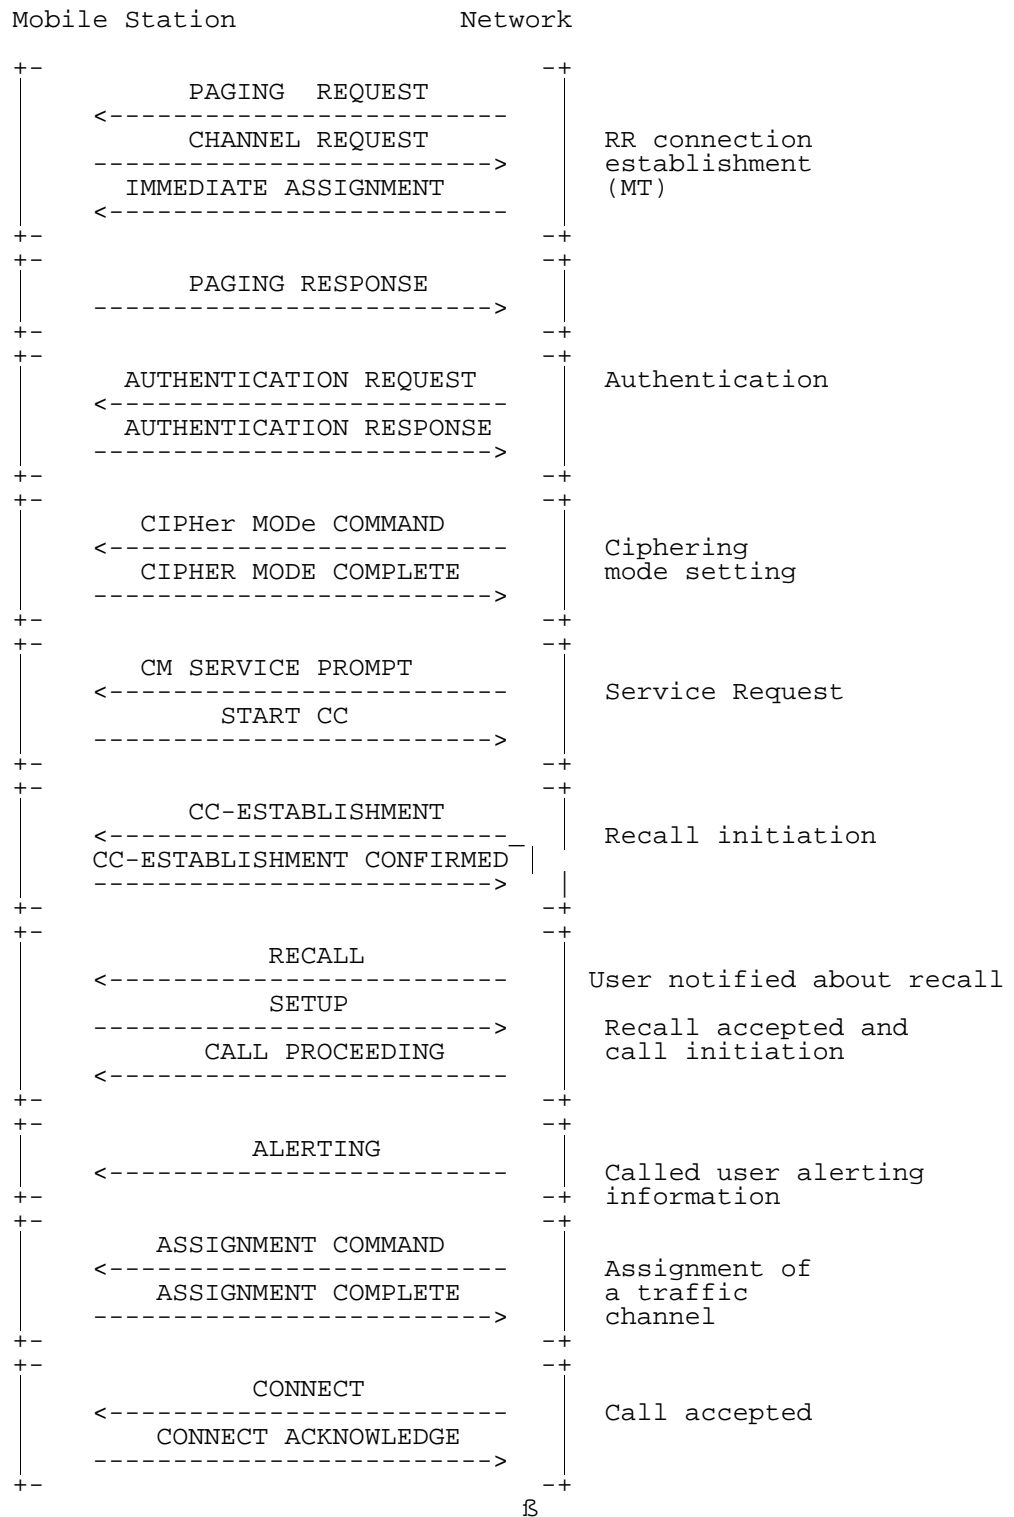 Mobile Station Network
PAGING REQUEST
CHANNEL REQUEST RR connection
establishment
IMMEDIATE ASSIGNMENT (MT)
PAGING RESPONSE
AUTHENTICATION REQUEST Authentication
AUTHENTICATION RESPONSE
CIPHer MODe COMMAND
Ciphering
CIPHER MODE COMPLETE mode setting
CM SERVICE PROMPT
Service Request
START CC
CC-ESTABLISHMENT
Recall initiation
CC-ESTABLISHMENT CONFIRMED
RECALL
User notified about recall
SETUP
Recall accepted and
CALL PROCEEDING call initiation
ALERTING
Called user alerting
information
ASSIGNMENT COMMAND
Assignment of
ASSIGNMENT COMPLETE a traffic
channel
CONNECT
Call accepted
CONNECT ACKNOWLEDGE
ß